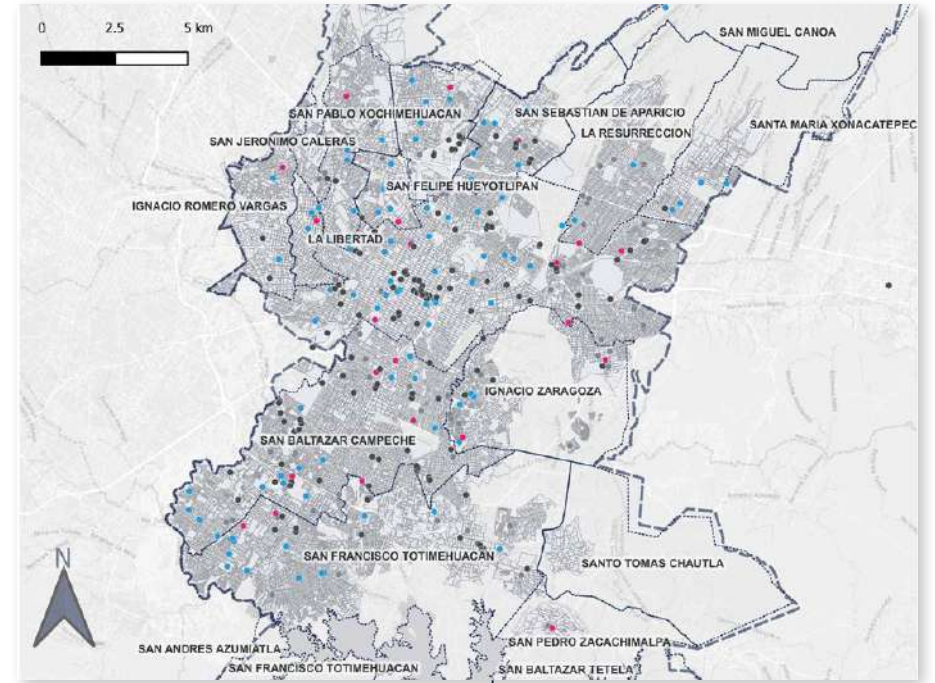 0 2.5 5 km
SAN MIGUEL CANOA
SAN PABLO XOCHIMEHUACAN
SAN SEBASTIAN DE APARICIO
LA RESURRECCION
SANTA MARIA XONACATEPEC
SAN JERONIMO CALERAS
SAN FELIPE HUEYOTLIPAN
IGNACIO ROMERO VARGAS
LA LIBERTAD
IGNACIO ZARAGOZA
SAN BALTAZAR CAMPECHE
N
SAN FRANCISCO TOTIMEHUACAN
SANTO TOMAS CHAUTLA
SAN PEDRO ZACACHIMALPA
SAN ANDRES AZUMIATLA
SAN FRANCISCO TOTIMEHUACAN
SAN BALTAZAR TETELA